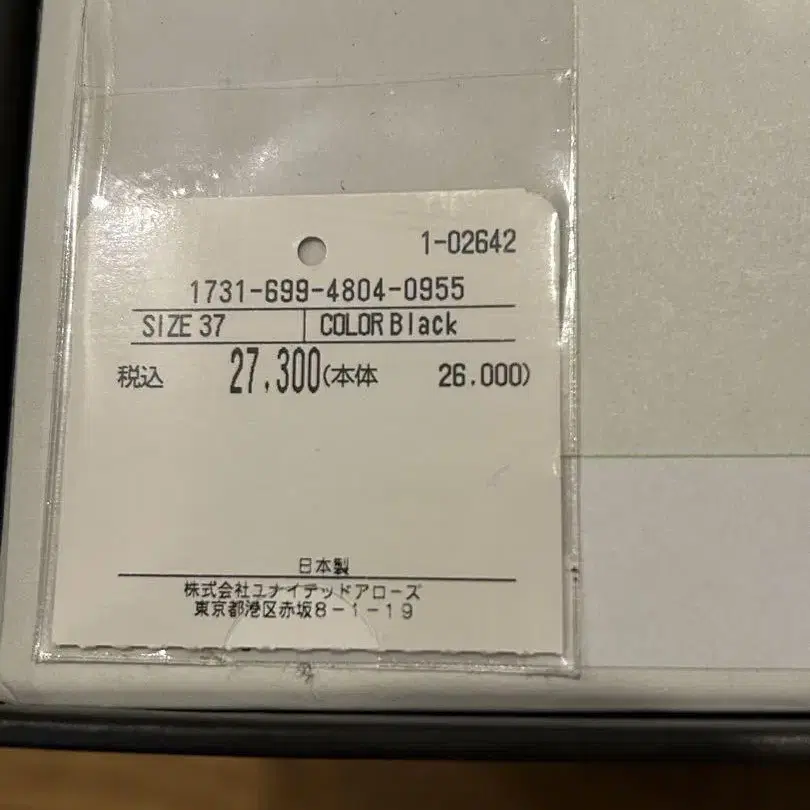 1-02642
1731-699-4804-0955
SIZE 37 COLOR Black
税込 27,300(本体 26.000)
日本製
株式会社ユナイテッドアローズ
東京都港区赤坂8-1-19